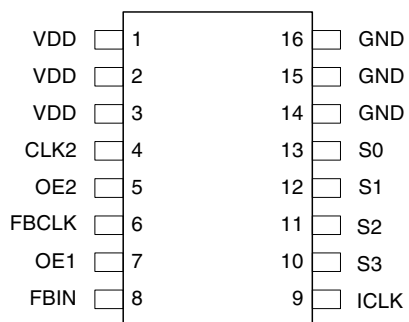 VDD 1 16 GND
VDD 2 15 GND
VDD 3 14 GND
CLK2 4 13 S0
OE2 5 12 S1
FBCLK 6 11 S2
OE1 7 10 S3
FBIN 8 9 ICLK